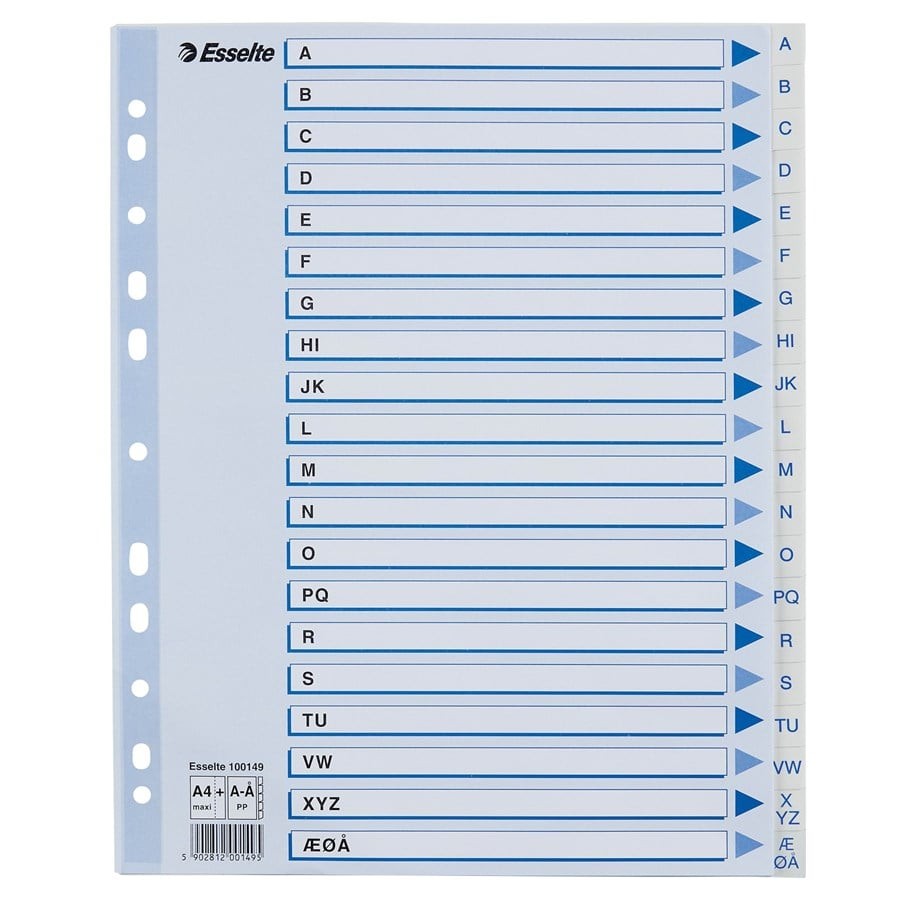 Esselte
A
B
C
D
E
F
G
HI
JK
L
M
N
O
PQ
R
S
TU
VW
XYZ
ÆØÅ
A
B
C
D
E
F
G
HI
JK
L
M
N
O
PQ
R
S
TU
VW
X
YZ
Æ
ØÅ
Esselte 100149
A4 + A-Å
maxi PP
5 902812 001495